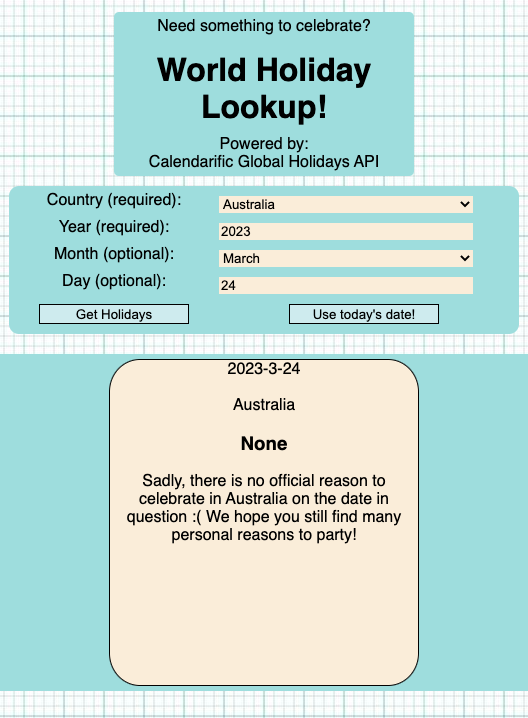 Need something to celebrate?
World Holiday
Lookup!
Powered by:
Calendarific Global Holidays API
Country (required):
Australia
Year (required):
2023
Month (optional):
March
Day (optional):
24
Get Holidays
Use today's date!
2023-3-24
Australia
None
Sadly, there is no official reason to
celebrate in Australia on the date in
question :( We hope you still find many
personal reasons to party!